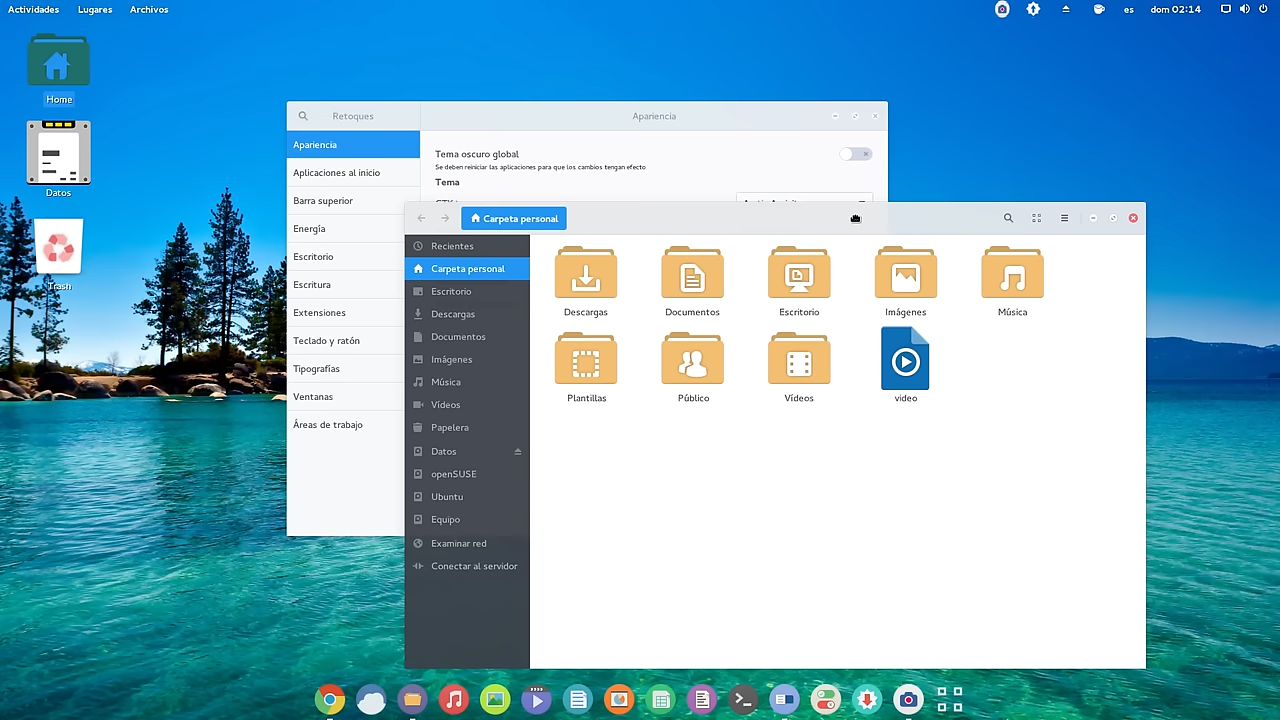 Actividades Lugares Archivos es dom 02:14
Home
Datos
Trash
Retoques Apariencia
Apariencia
Aplicaciones al inicio
Barra superior
Energía
Escritorio
Escritura
Extensiones
Teclado y ratón
Tipografías
Ventanas
Áreas de trabajo
Tema oscuro global
Se deben reiniciar las aplicaciones para que los cambios tengan efecto
Tema
Carpeta personal
Recientes
Carpeta personal
Escritorio
Descargas
Documentos
Imágenes
Música
Vídeos
Papelera
Datos
openSUSE
Ubuntu
Equipo
Examinar red
Conectar al servidor
Descargas Documentos Escritorio Imágenes Música
Plantillas Público Vídeos video